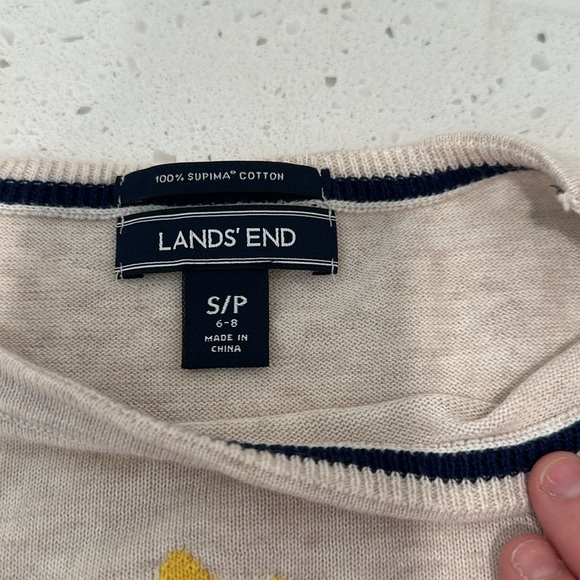 100% SUPIMA® COTTON
LANDS' END
S/P
6-8
MADE IN
CHINA